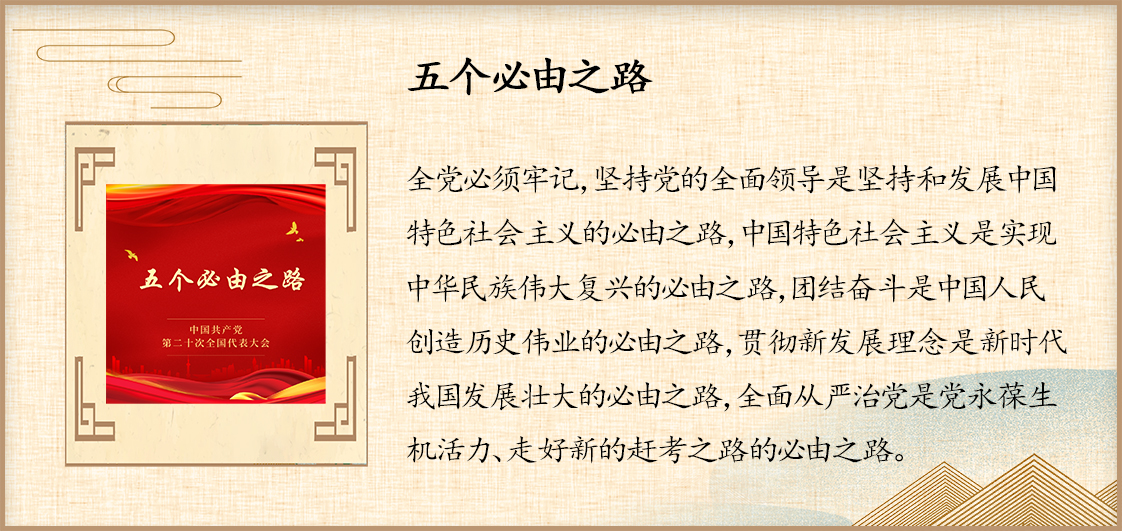 五个必由之路
五个必由之路
中国共产党
第二十次全国代表大会
全党必须牢记,坚持党的全面领导是坚持和发展中国
特色社会主义的必由之路,中国特色社会主义是实现
中华民族伟大复兴的必由之路,团结奋斗是中国人民
创造历史伟业的必由之路,贯彻新发展理念是新时代
我国发展壮大的必由之路,全面从严治党是党永葆生
机活力、走好新的赶考之路的必由之路。